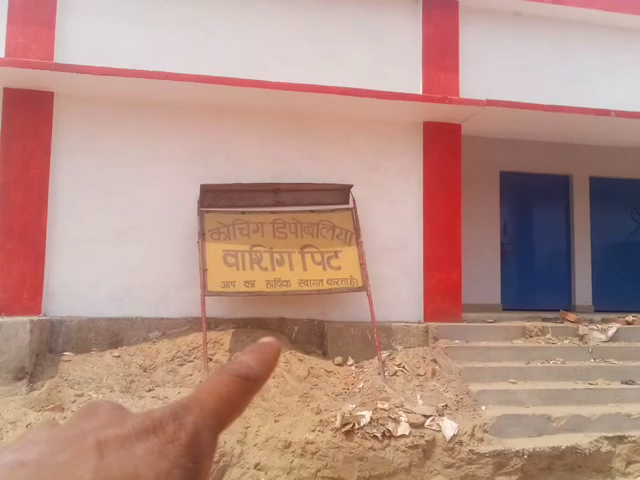 कोचिंग डिपो बलिया
वाशिंग पिट
आप का हार्दिक स्वागत करता है।